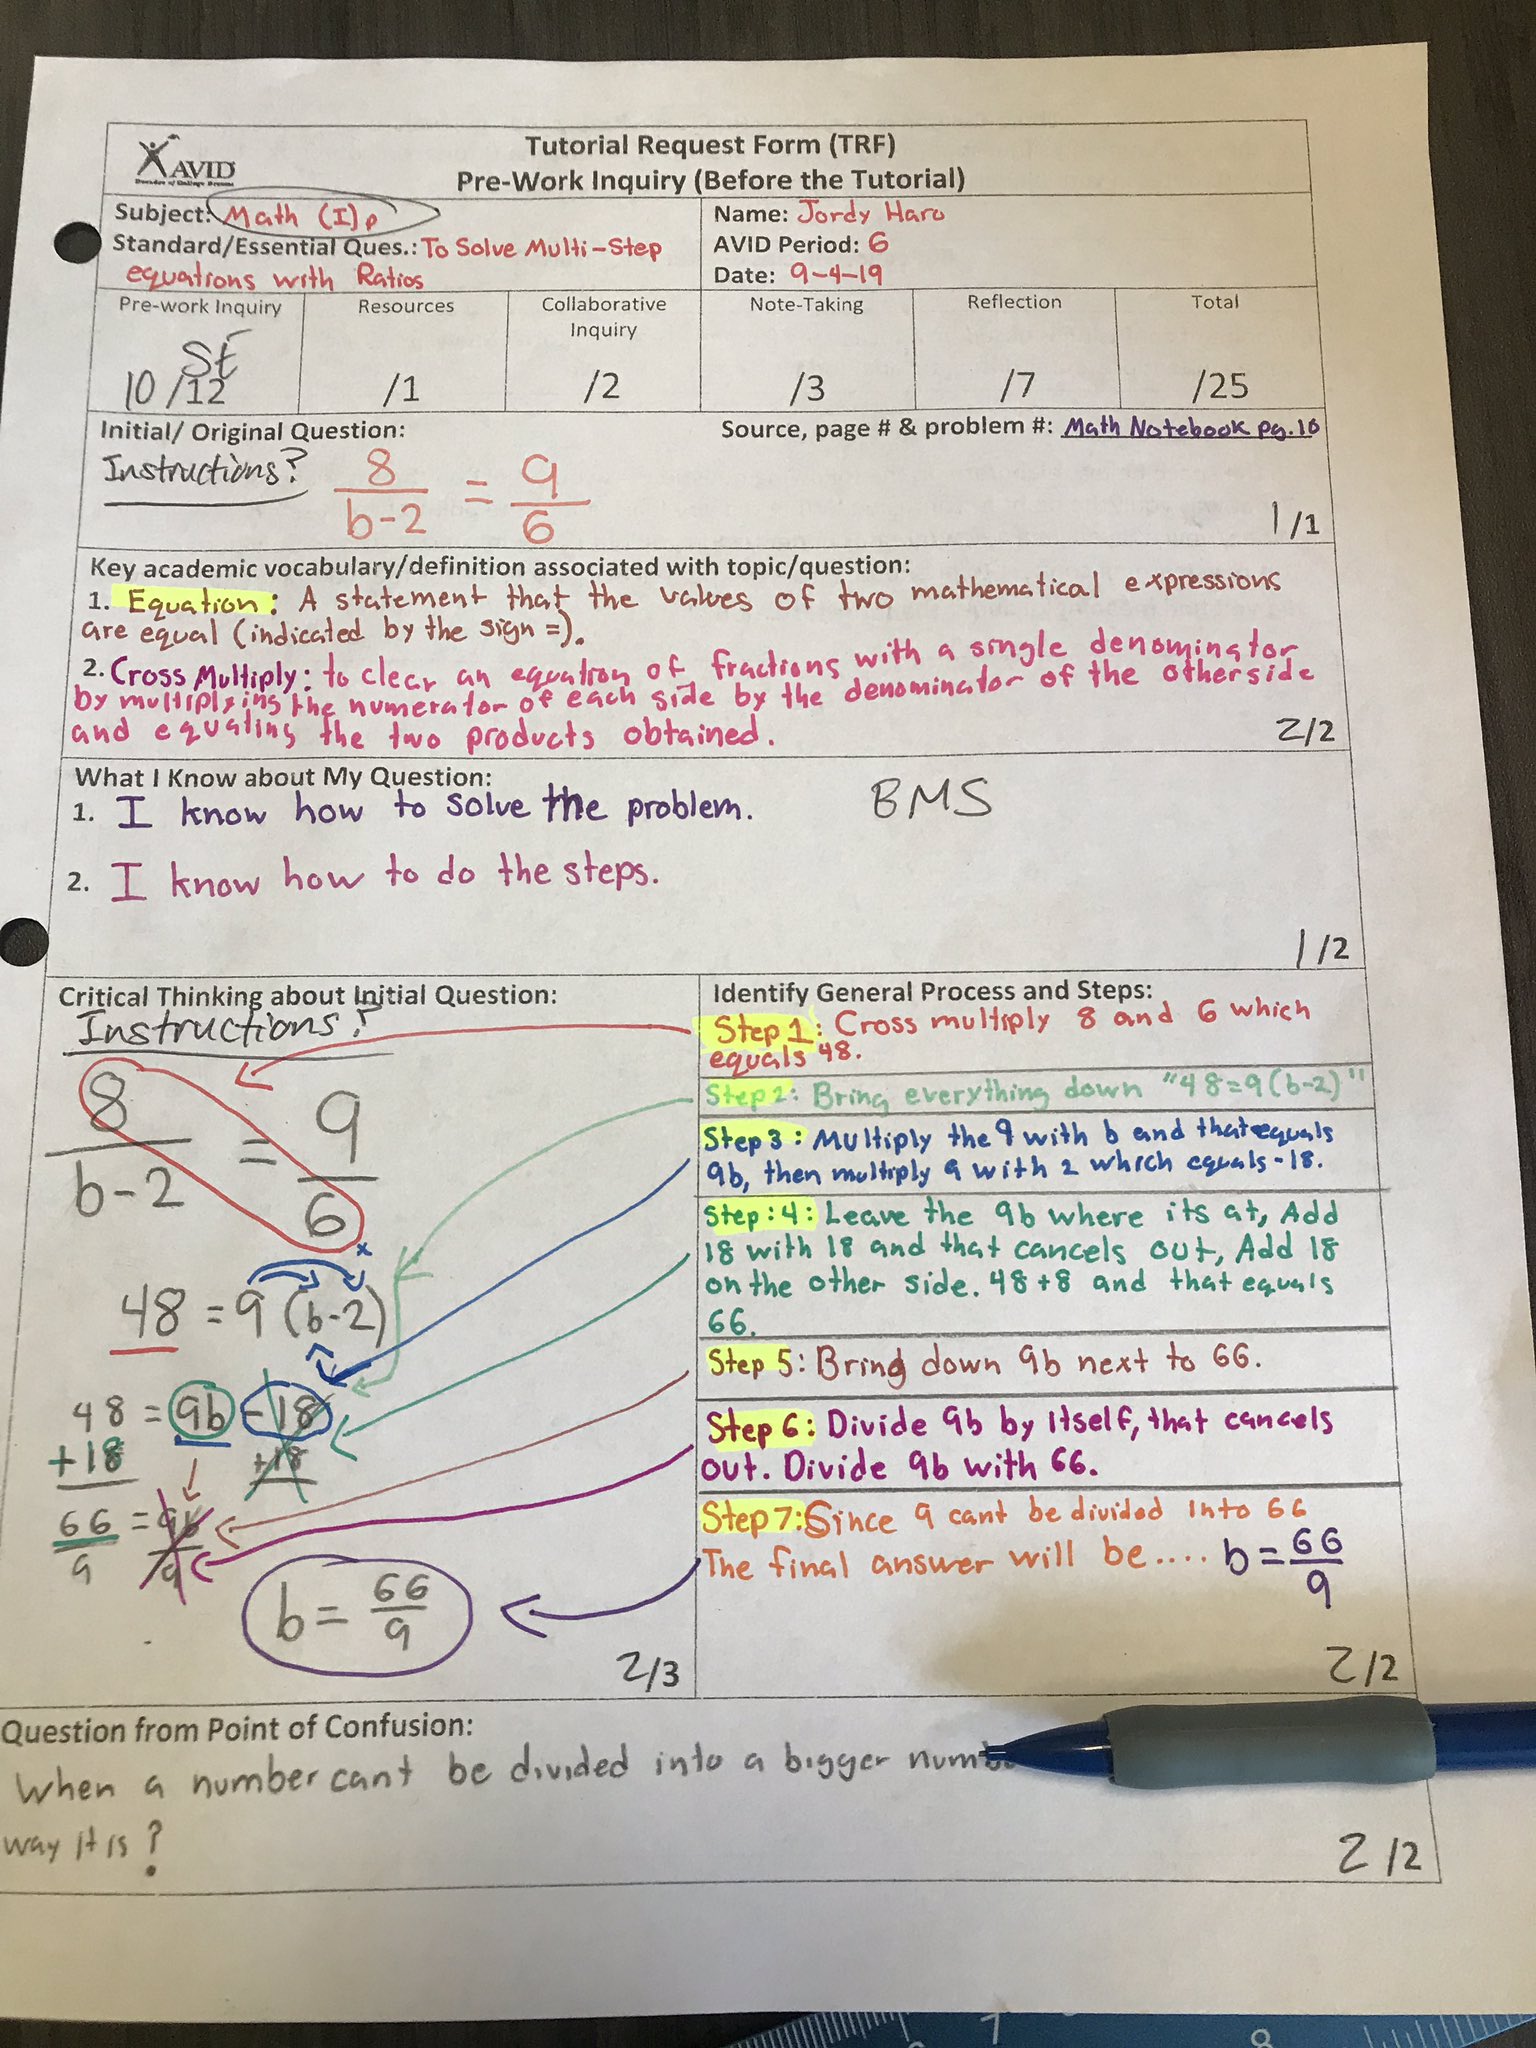 Tutorial Request Form (TRF)
AVID
Pre-Work Inquiry (Before the Tutorial)
Subject: Math (I)p
Name: Jordy Haro
Standard/Essential Ques.: To Solve Multi-Step
equations with Ratios
AVID Period: 6
Date: 9-4-19
Pre-work Inquiry
Resources
Collaborative
Inquiry
Note-Taking
Reflection
Total
St
10 /12
/1
/2
/3
/7
/25
Initial/ Original Question:
Source, page # & problem #: Math Notebook pg.10
Instructions?
8 = 9
b-2 6
1/1
Key academic vocabulary/definition associated with topic/question:
1. Equation: A statement that the values of two mathematical expressions
are equal (indicated by the sign =).
2. Cross Multiply: to clear an equation of fractions with a single denominator
by multiplying the numerator of each side by the denominator of the otherside
and equating the two products obtained.
2/2
What I Know about My Question:
1. I know how to solve the problem.
BMS
2. I know how to do the steps.
1/2
Critical Thinking about Initial Question:
Instructions?
8 = 9
b-2 6
x
48 = 9 (b-2)
48 = 9b -18
+18 +18
66 = 9b
9 9
b = 66
9
2/3
Identify General Process and Steps:
Step 1: Cross multiply 8 and 6 which
equals 48.
Step 2: Bring everything down "48=9(b-2)"
Step 3: Multiply the 9 with b and that equals
9b, then multiply 9 with 2 which equals -18.
Step:4: Leave the 9b where its at, Add
18 with 18 and that cancels out, Add 18
on the other side. 48+8 and that equals
66.
Step 5: Bring down 9b next to 66.
Step 6: Divide 9b by itself, that cancels
out. Divide 9b with 66.
Step 7: Since 9 cant be divided into 66
The final answer will be.... b = 66
9
2/2
Question from Point of Confusion:
When a number cant be divided into a bigger
way it is?
2/2
7
8